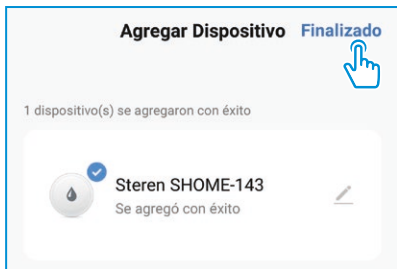 Agregar Dispositivo Finalizado
1 dispositivo(s) se agregaron con éxito
Steren SHOME-143
Se agregó con éxito